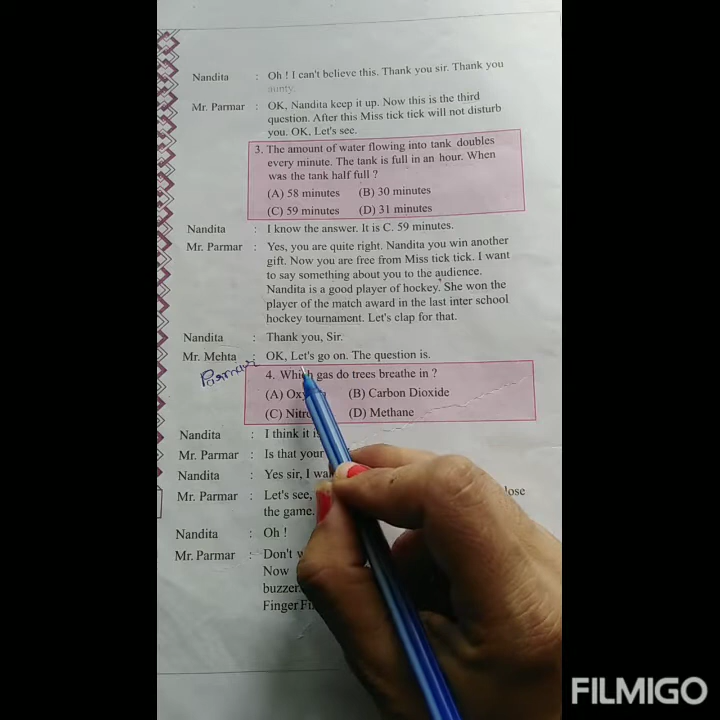 Nandita : Oh ! I can't believe this. Thank you sir. Thank you
aunty.
Mr. Parmar : OK, Nandita keep it up. Now this is the third
question. After this Miss tick tick will not disturb
you. OK, Let's see.
3. The amount of water flowing into tank doubles
every minute. The tank is full in an hour. When
was the tank half full ?
(A) 58 minutes (B) 30 minutes
(C) 59 minutes (D) 31 minutes
Nandita : I know the answer. It is C. 59 minutes.
Mr. Parmar : Yes, you are quite right. Nandita you win another
gift. Now you are free from Miss tick tick. I want
to say something about you to the audience.
Nandita is a good player of hockey. She won the
player of the match award in the last inter school
hockey tournament. Let's clap for that.
Nandita : Thank you, Sir.
Mr. Mehta : OK, Let's go on. The question is.
4. Which gas do trees breathe in ?
(A) (B) Carbon Dioxide
(C) (D) Methane
Nandita : I think it
Mr. Parmar : Is that your
Nandita : Yes sir, I
Mr. Parmar : Let's see,
the game.
Nandita : Oh !
Mr. Parmar : Don't
Now
buzzer.
Finger
FILMIGO